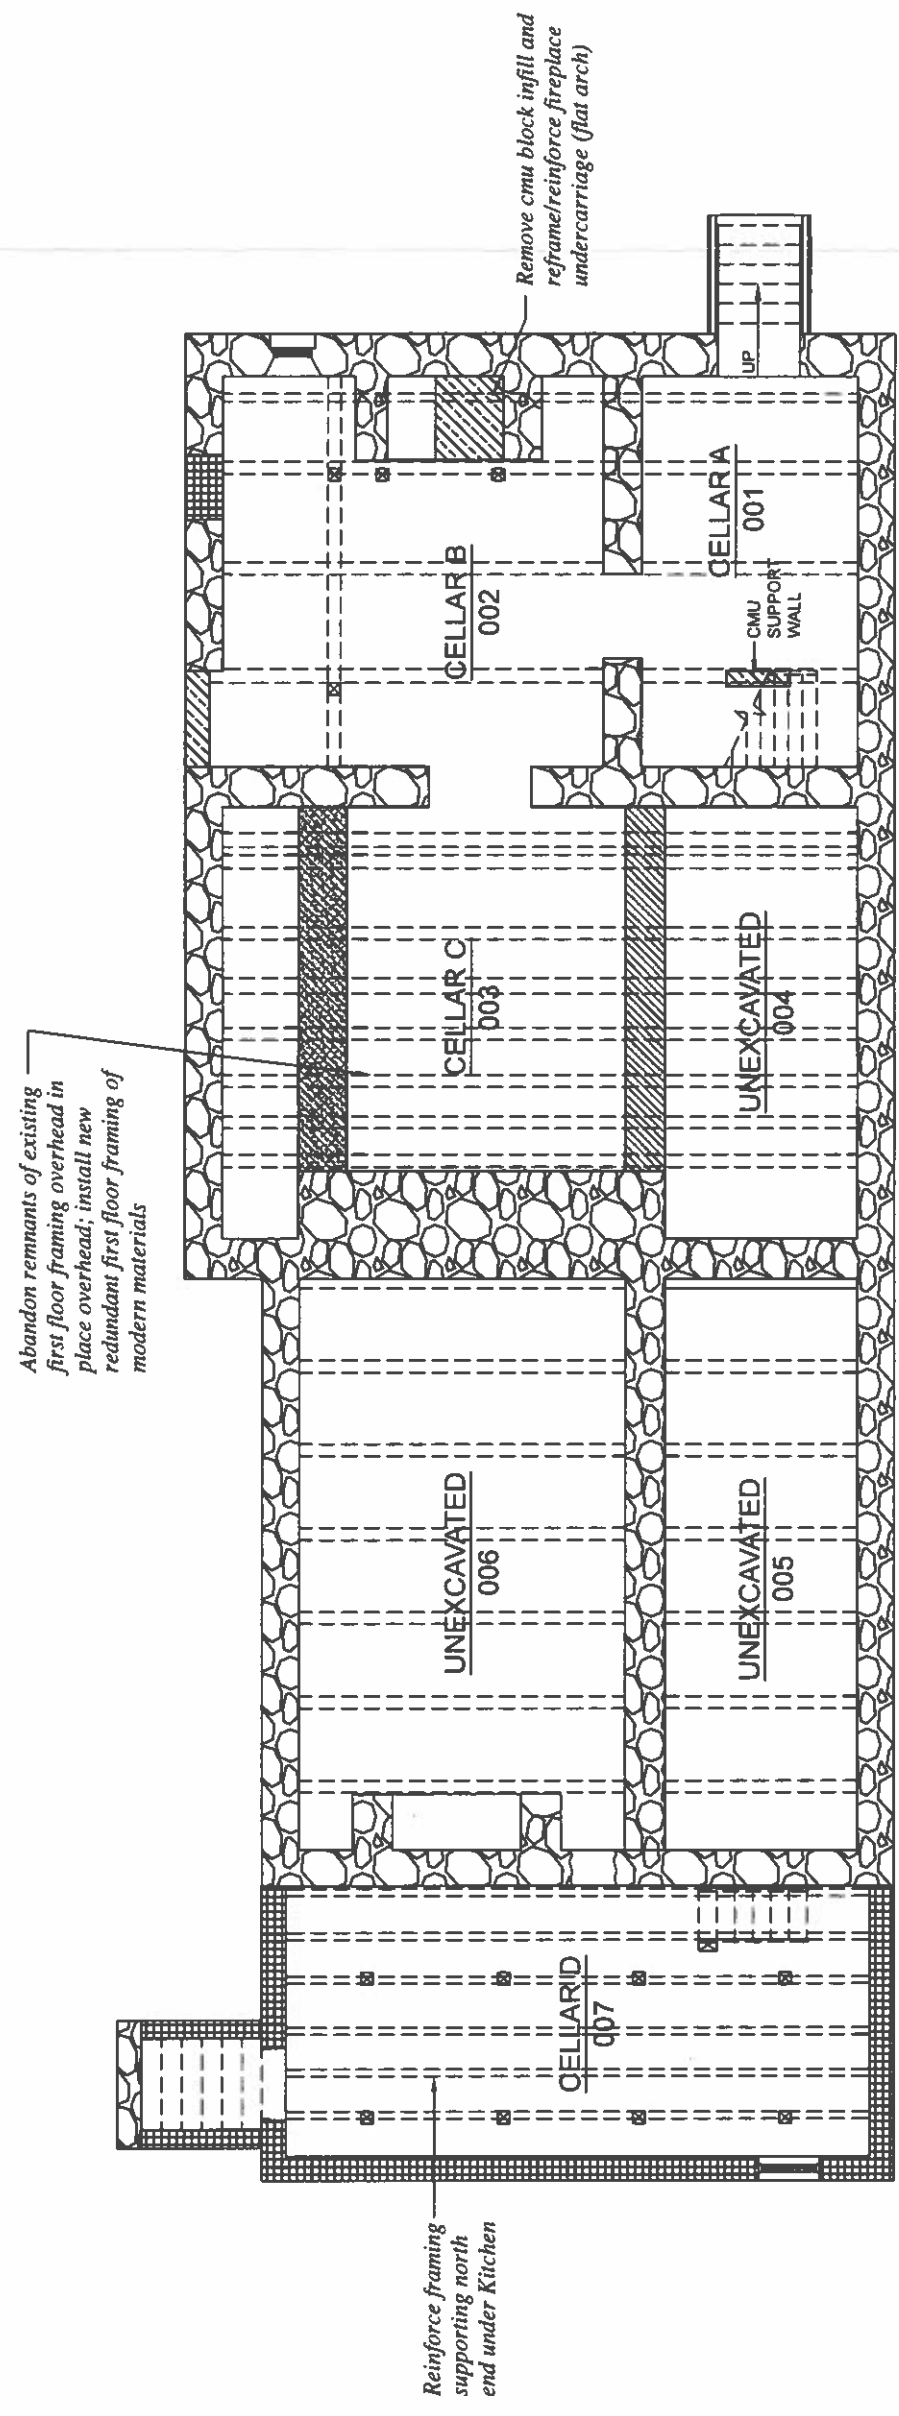 Abandon remnants of existing
first floor framing overhead in
place overhead; install new
redundant first floor framing of
modern materials
Remove cmu block infill and
reframe/reinforce fireplace
undercarriage (flat arch)
Reinforce framing
supporting north
end under Kitchen
CELLAR D
007
UNEXCAVATED
006
UNEXCAVATED
005
CELLAR C
003
UNEXCAVATED
004
CELLAR B
002
CELLAR A
001
CMU
SUPPORT
WALL
UP